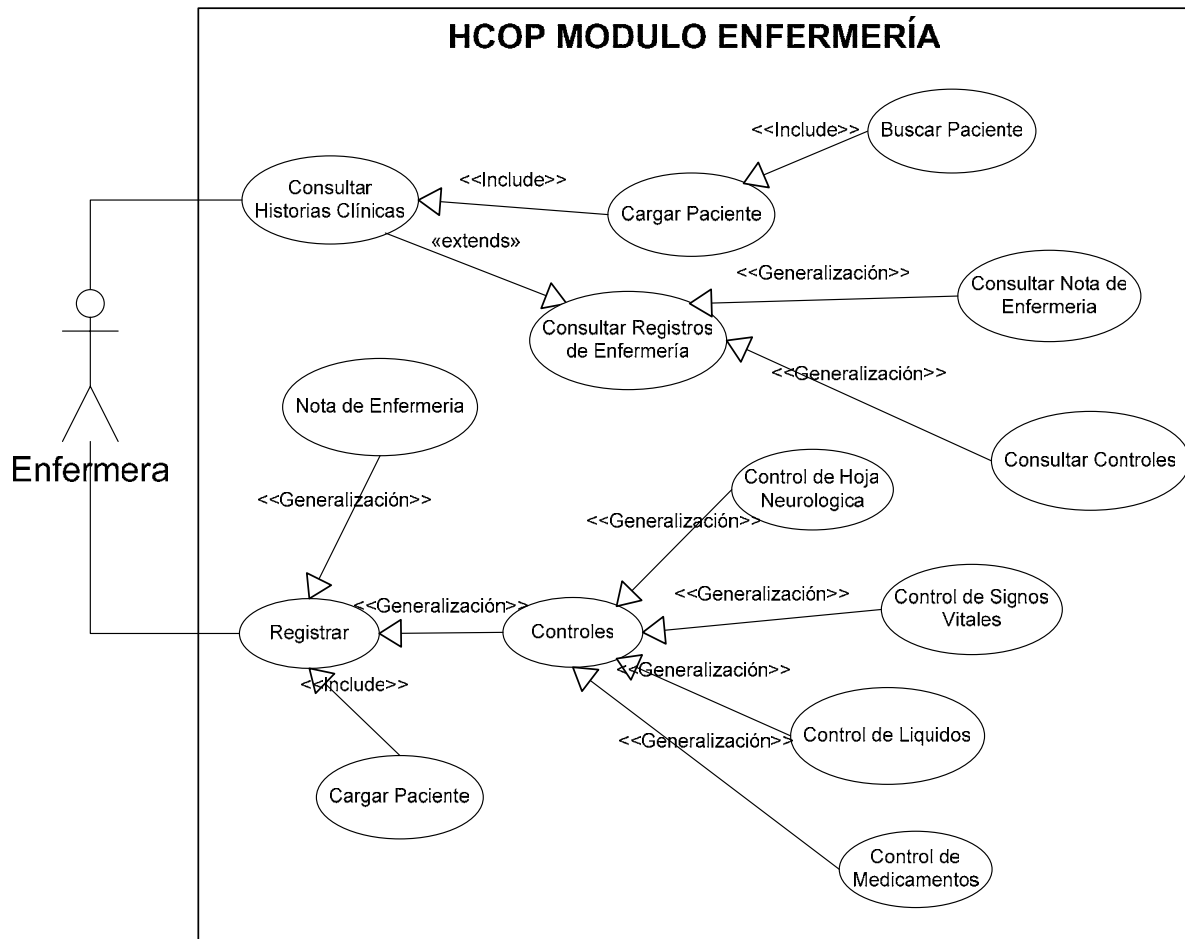 HCOP MODULO ENFERMERÍA
<<Include>>
Buscar Paciente
Consultar
Historias Clínicas
<<Include>>
Cargar Paciente
«extends»
<<Generalización>>
Consultar Nota de
Enfermeria
Consultar Registros
de Enfermería
<<Generalización>>
Nota de Enfermeria
Consultar Controles
Enfermera
<<Generalización>>
Control de Hoja
Neurologica
<<Generalización>>
<<Generalización>>
<<Generalización>>
Control de Signos
Vitales
Registrar
Controles
<<Include>>
<<Generalización>>
<<Generalización>>
Control de Liquidos
Cargar Paciente
Control de
Medicamentos